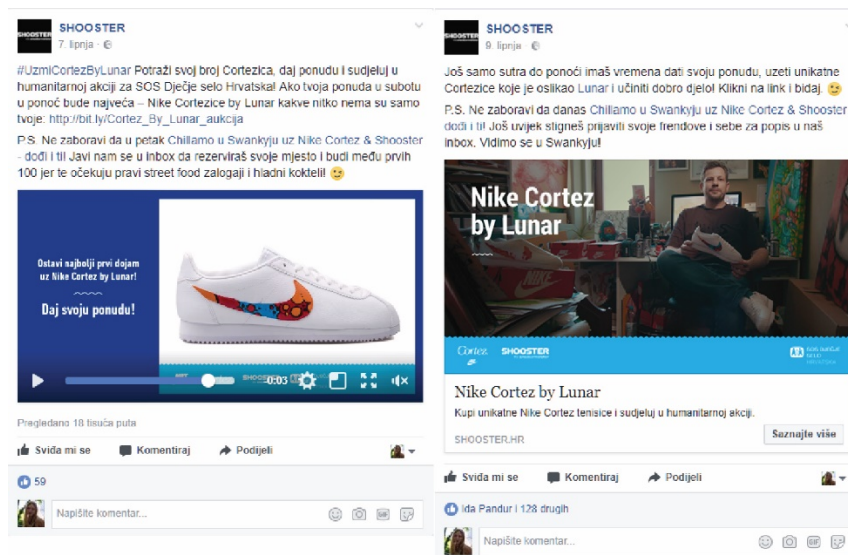 SHOOSTER
SHOOSTER
7. lipnja
#UzmiCortezByLunar Potraži svoj broj Cortezica, daj ponudu i sudjeluj u
humanitarnoj akciji za SOS Dječje selo Hrvatska! Ako tvoja ponuda u subotu
u ponoć bude najveća – Nike Cortezice by Lunar kakve nitko nema su samo
tvoje: http://bit.ly/Cortez_By_Lunar_aukcija
P.S. Ne zaboravi da u petak Chillamo u Swankyju uz Nike Cortez & Shooster
- dođi i ti! Javi nam se u inbox da rezerviraš svoje mjesto i budi među prvih
100 jer te očekuju pravi street food zalogaji i hladni kokteli!
Ostavi najbolji prvi dojam
uz Nike Cortez by Lunar!
Daj svoju ponudu!
-0:03
Pregledano 18 tisuća puta
Sviđa mi se Komentiraj Podijeli
59
Napišite komentar...
GIF
SHOOSTER
SHOOSTER
9. lipnja
Još samo sutra do ponoći imaš vremena dati svoju ponudu, uzeti unikatne
Cortezice koje je oslikao Lunar i učiniti dobro djelo! Klikni na link i bidaj.
P.S. Ne zaboravi da danas Chillamo u Swankyju uz Nike Cortez & Shooster
dođi i ti! Još uvijek stigneš prijaviti svoje frendove i sebe za popis u naš
inbox. Vidimo se u Swankyju!
Nike Cortez
by Lunar
NIKE
Cortez SHOOSTER
Nike Cortez by Lunar
Kupi unikatne Nike Cortez tenisice i sudjeluj u humanitarnoj akciji.
SHOOSTER.HR
Saznajte više
Sviđa mi se Komentiraj Podijeli
Ida Pandur i 128 drugih
Napišite komentar...
GIF